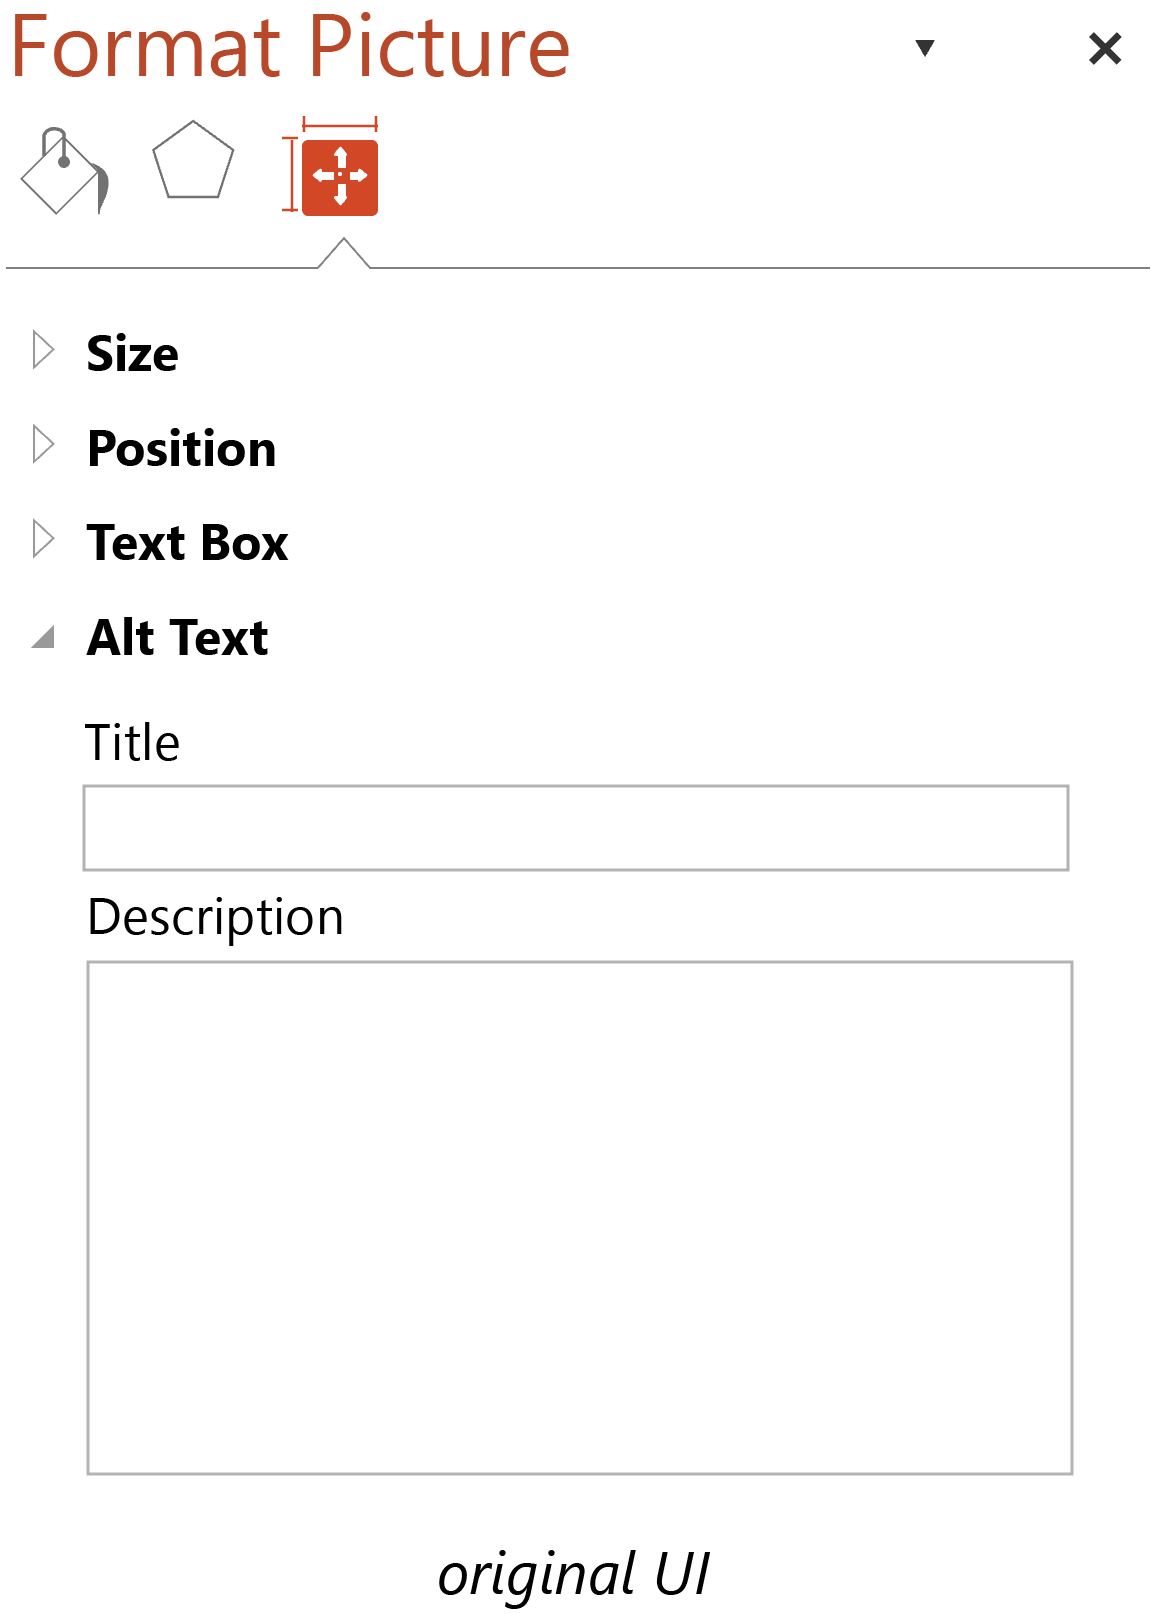 Format Picture
Size
Position
Text Box
Alt Text
Title
Description
original UI